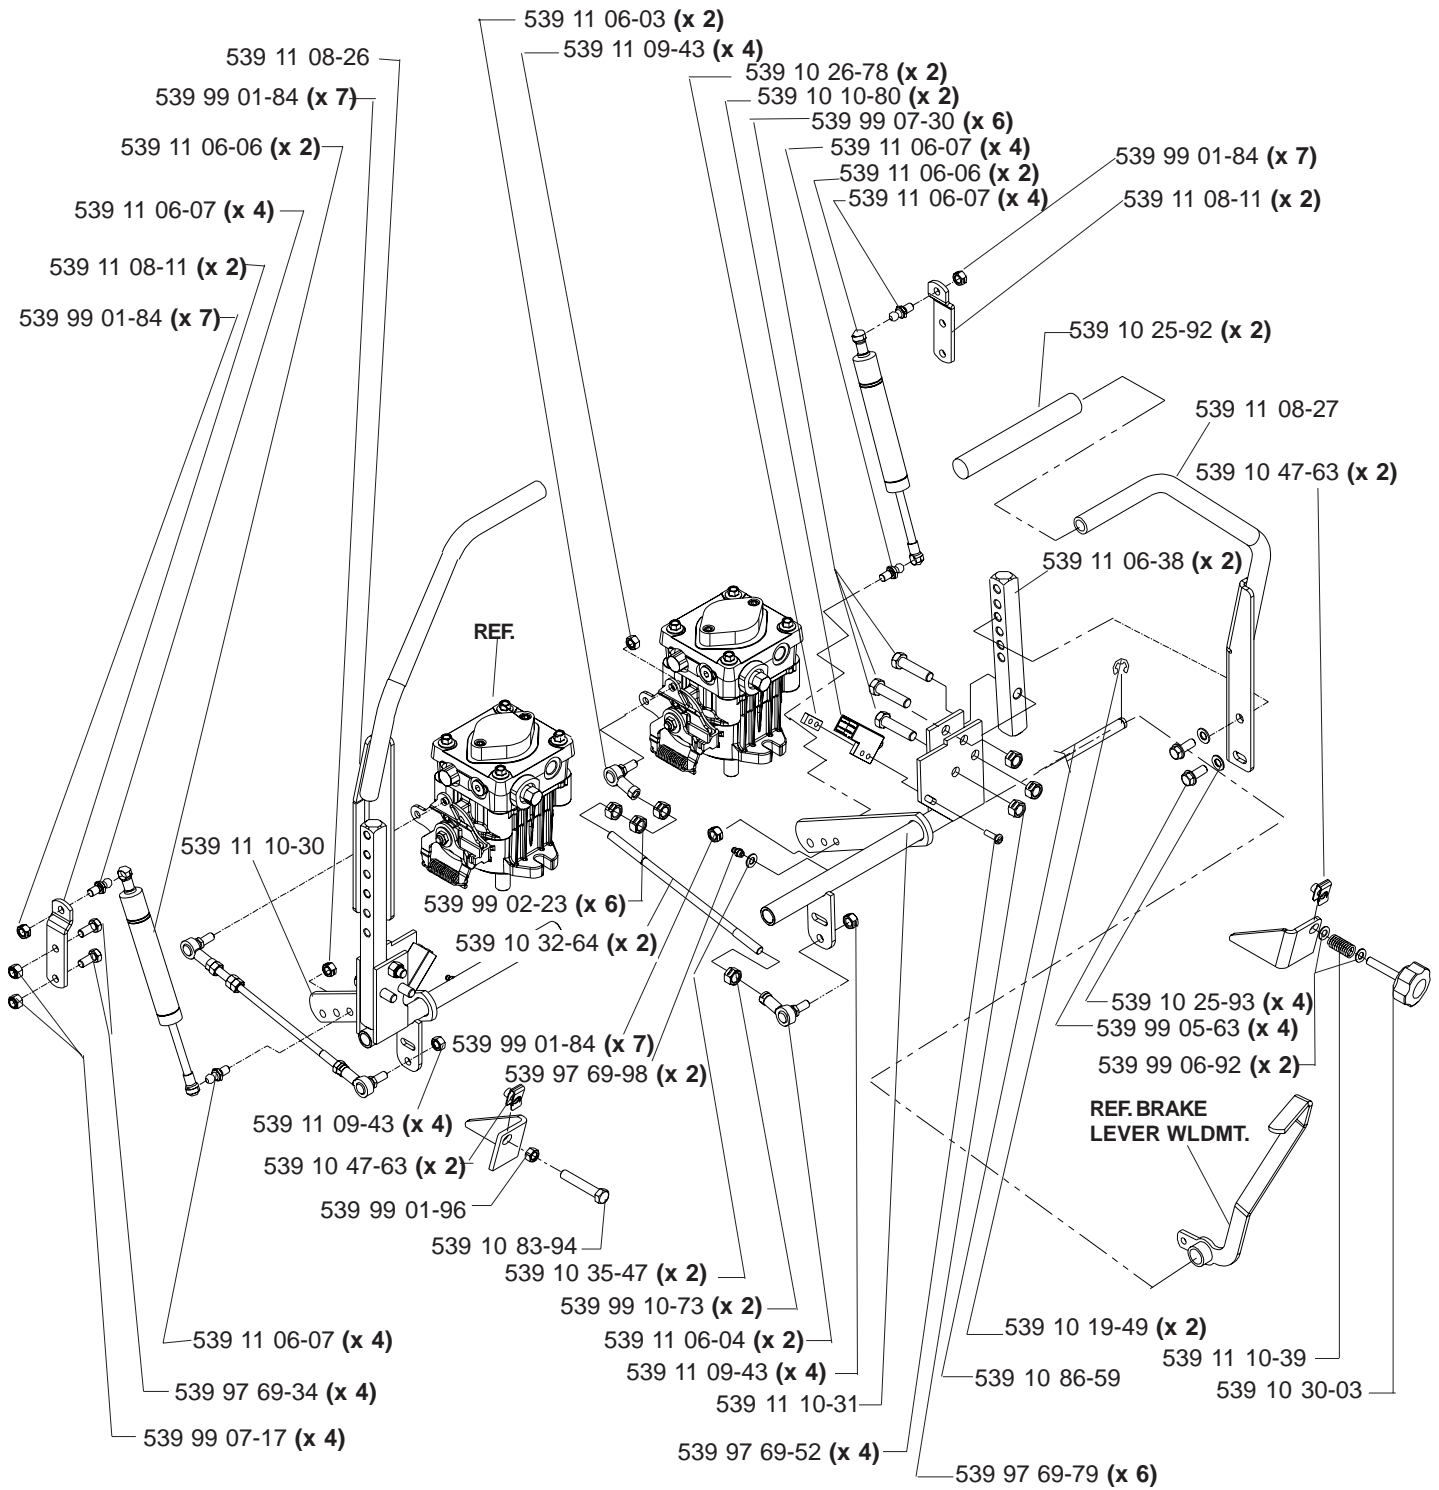 539 11 06-03 (x 2)
539 11 09-43 (x 4)
539 11 08-26
539 10 26-78 (x 2)
539 99 01-84 (x 7)
539 10 10-80 (x 2)
539 99 07-30 (x 6)
539 11 06-06 (x 2)
539 11 06-07 (x 4)
539 99 01-84 (x 7)
539 11 06-06 (x 2)
539 11 06-07 (x 4)
539 11 08-11 (x 2)
539 11 06-07 (x 4)
539 11 08-11 (x 2)
539 99 01-84 (x 7)
539 10 25-92 (x 2)
539 11 08-27
539 10 47-63 (x 2)
539 11 06-38 (x 2)
REF.
539 11 10-30
539 99 02-23 (x 6)
539 10 32-64 (x 2)
539 10 25-93 (x 4)
539 99 05-63 (x 4)
539 99 01-84 (x 7)
539 99 06-92 (x 2)
539 97 69-98 (x 2)
REF. BRAKE
LEVER WLDMT.
539 11 09-43 (x 4)
539 10 47-63 (x 2)
539 99 01-96
539 10 83-94
539 10 35-47 (x 2)
539 99 10-73 (x 2)
539 11 06-07 (x 4)
539 11 06-04 (x 2)
539 10 19-49 (x 2)
539 11 10-39
539 11 09-43 (x 4)
539 10 86-59
539 97 69-34 (x 4)
539 10 30-03
539 11 10-31
539 99 07-17 (x 4)
539 97 69-52 (x 4)
539 97 69-79 (x 6)